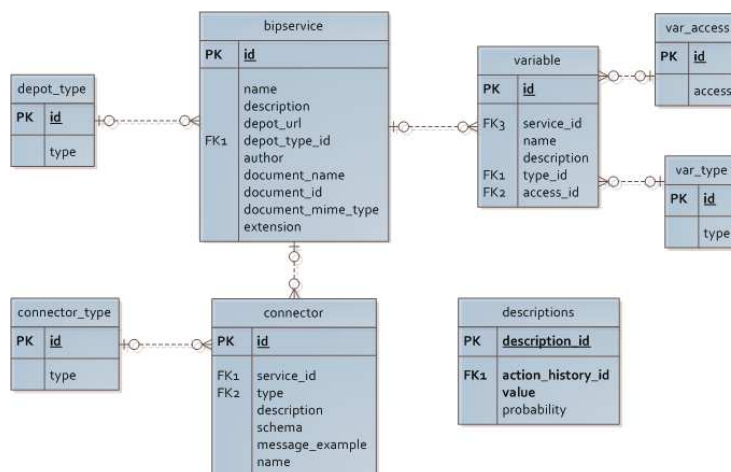 bipservice
PK id
name
description
depot_url
FK1 depot_type_id
author
document_name
document_id
document_mime_type
extension
depot_type
PK id
type
variable
PK id
FK3 service_id
name
description
FK1 type_id
FK2 access_id
var_access
PK id
access
var_type
PK id
type
connector_type
PK id
type
connector
PK id
FK1 service_id
FK2 type
description
schema
message_example
name
descriptions
PK description_id
FK1 action_history_id
value
probability